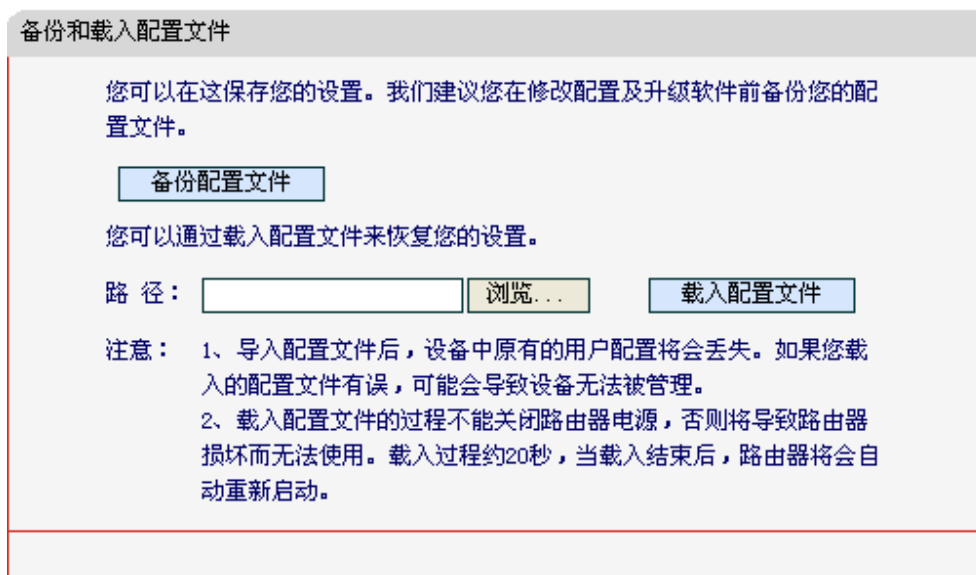 备份和载入配置文件
您可以在这保存您的设置。我们建议您在修改配置及升级软件前备份您的配
置文件。
备份配置文件
您可以通过载入配置文件来恢复您的设置。
路 径： 浏览... 载入配置文件
注意： 1、导入配置文件后，设备中原有的用户配置将会丢失。如果您载
入的配置文件有误，可能会导致设备无法被管理。
2、载入配置文件的过程不能关闭路由器电源，否则将导致路由器
损坏而无法使用。载入过程约20秒，当载入结束后，路由器将会自
动重新启动。